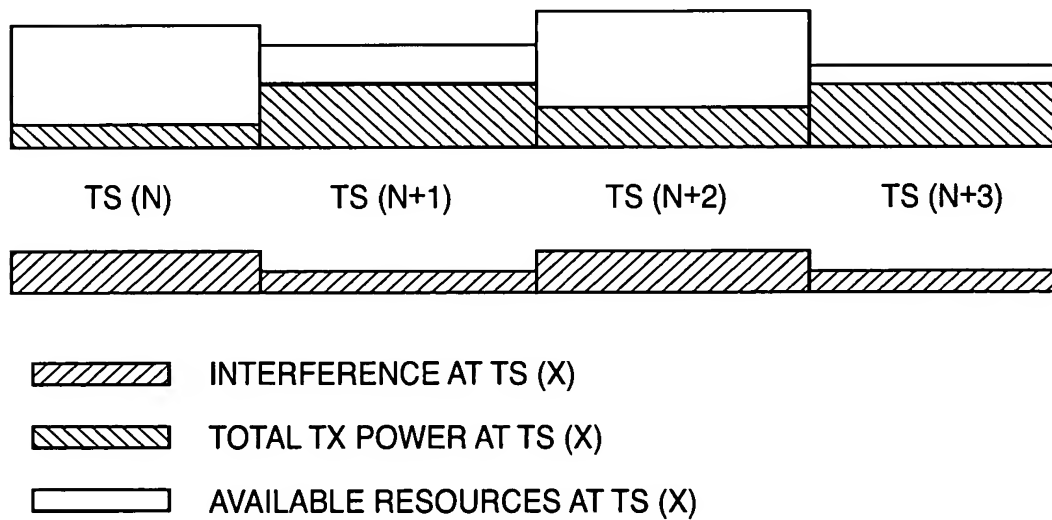 TS (N) TS (N+1) TS (N+2) TS (N+3)
INTERFERENCE AT TS (X)
TOTAL TX POWER AT TS (X)
AVAILABLE RESOURCES AT TS (X)